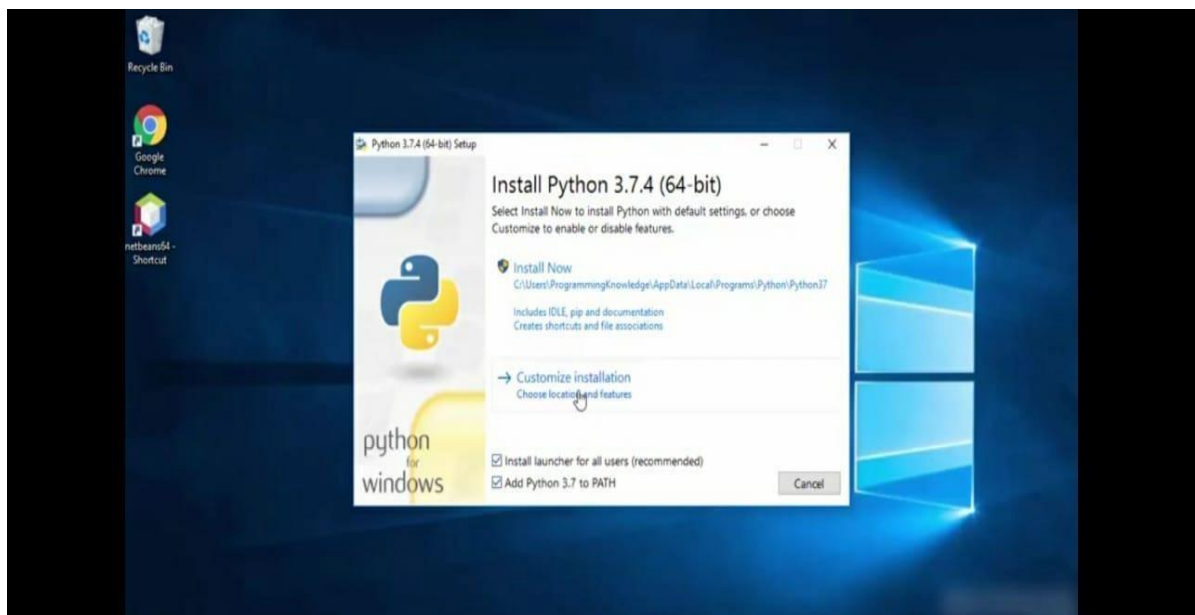 Recycle Bin
Google
Chrome
netbeans64 -
Shortcut
Python 3.7.4 (64-bit) Setup
Install Python 3.7.4 (64-bit)
Select Install Now to install Python with default settings, or choose
Customize to enable or disable features.
Install Now
C:\Users\ProgrammingKnowledge\AppData\Local\Programs\Python\Python37
Includes IDLE, pip and documentation
Creates shortcuts and file associations
Customize installation
Choose location and features
python
for
windows
Install launcher for all users (recommended)
Add Python 3.7 to PATH
Cancel